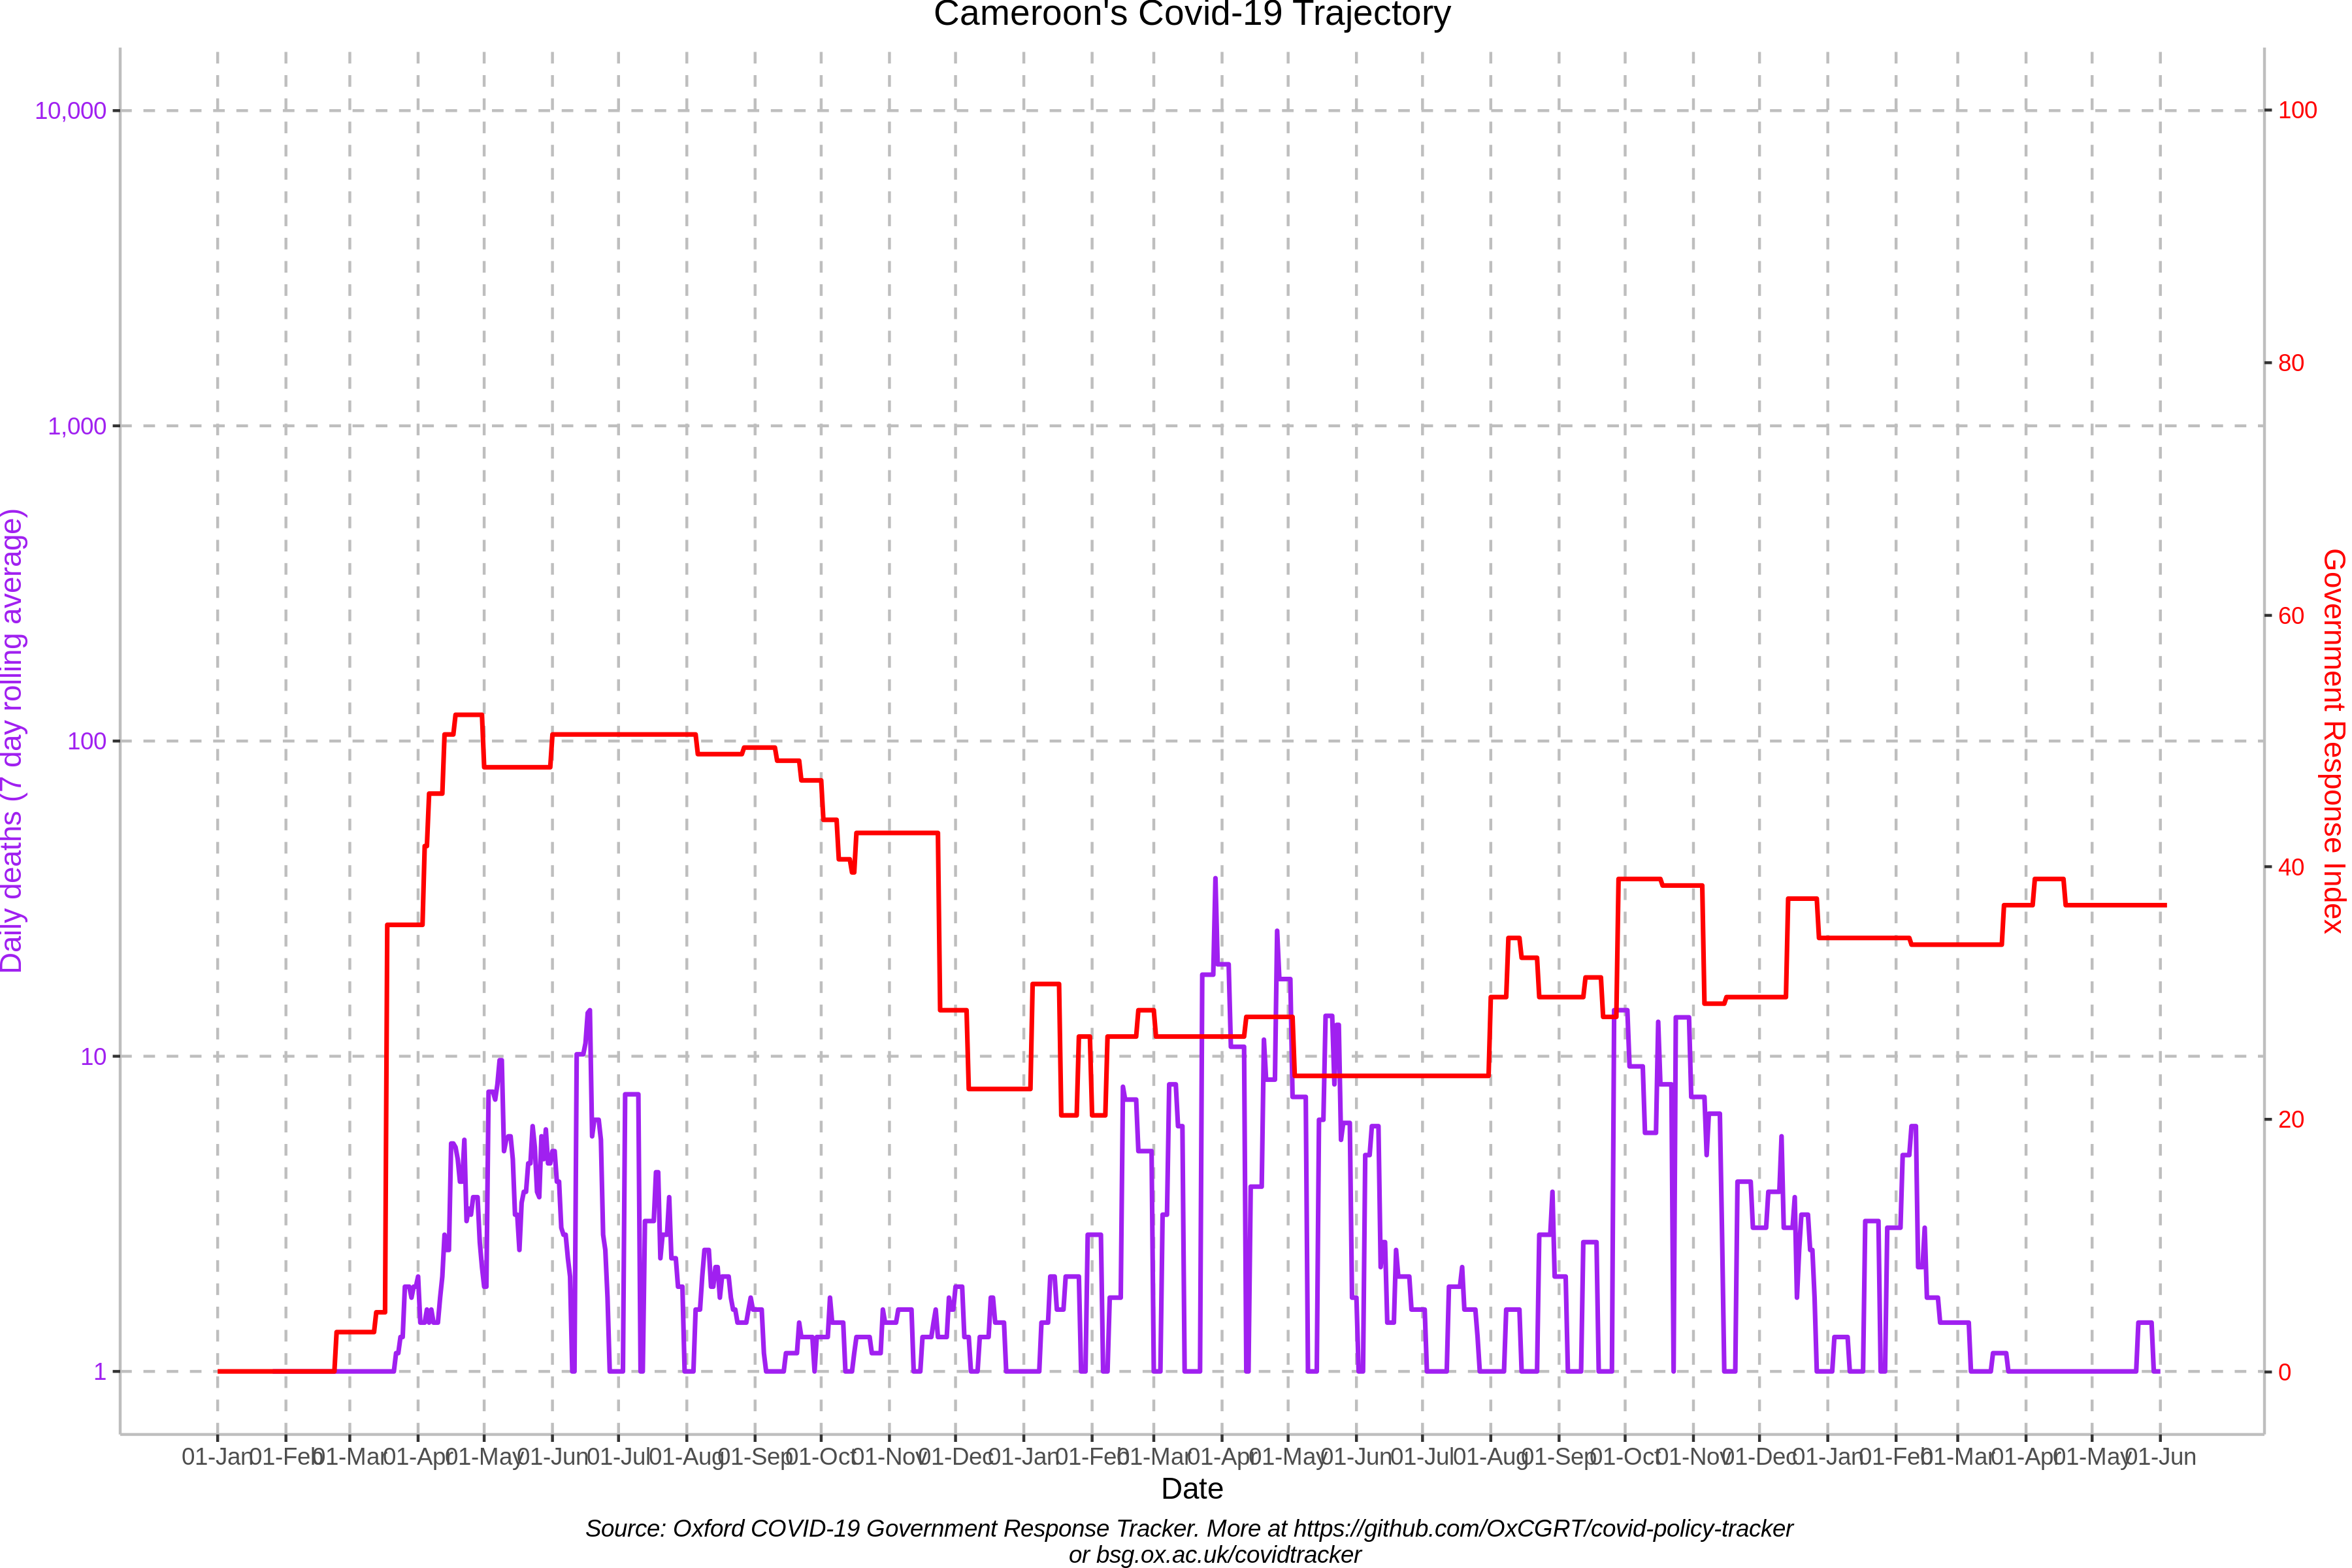 Cameroon's Covid-19 Trajectory
10,000
1,000
100
10
1
Daily deaths (7 day rolling average)
100
80
60
40
20
0
Government Response Index
01-Jan 01-Feb 01-Mar 01-Apr 01-May 01-Jun 01-Jul 01-Aug 01-Sep 01-Oct 01-Nov 01-Dec 01-Jan 01-Feb 01-Mar 01-Apr 01-May 01-Jun 01-Jul 01-Aug 01-Sep 01-Oct 01-Nov 01-Dec 01-Jan 01-Feb 01-Mar 01-Apr 01-May 01-Jun
Date
Source: Oxford COVID-19 Government Response Tracker. More at https://github.com/OxCGRT/covid-policy-tracker
or bsg.ox.ac.uk/covidtracker